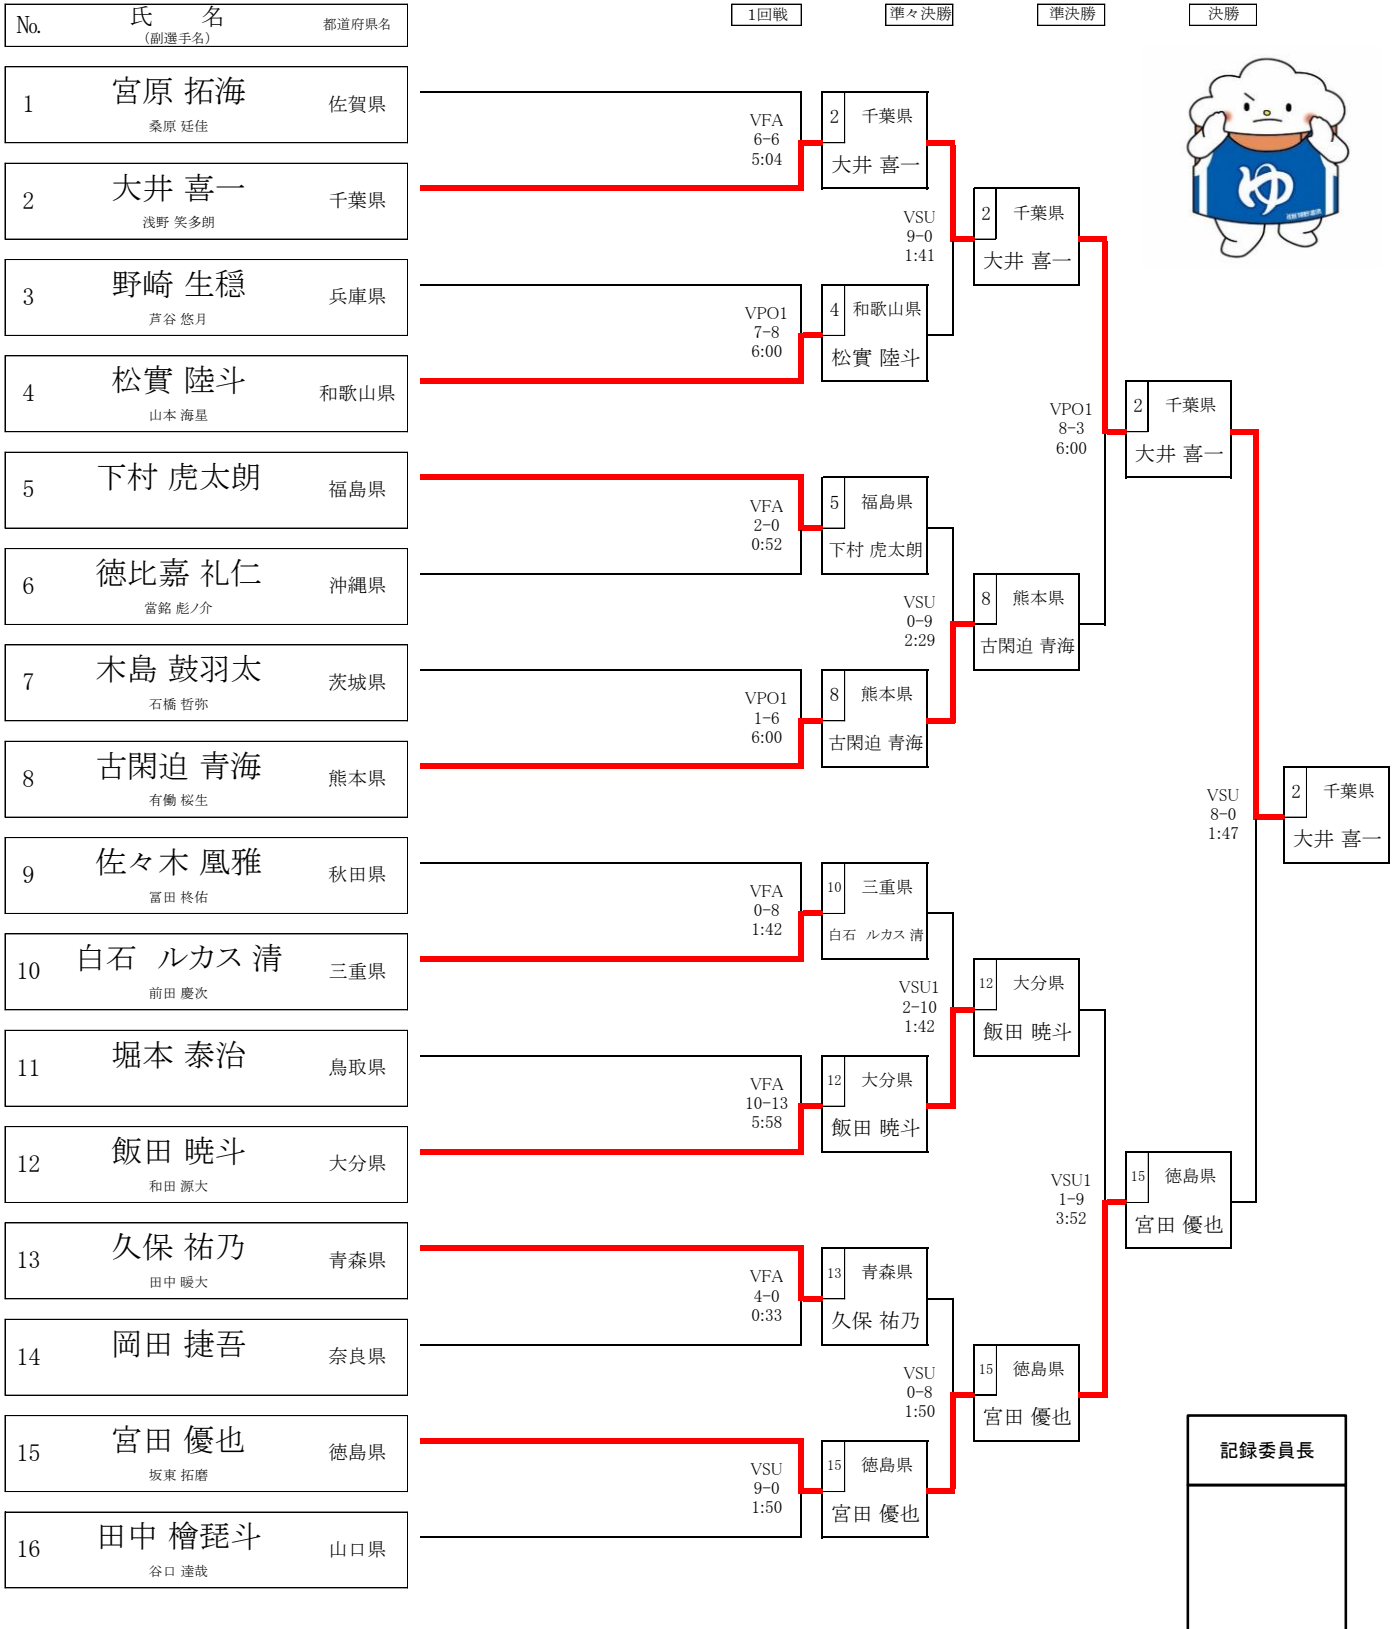 No. 氏 名 都道府県名
(副選手名)
1回戦 準々決勝 準決勝 決勝
1 宮原 拓海 佐賀県
桑原 廷佳
2 大井 喜一 千葉県
浅野 笑多朗
3 野崎 生穏 兵庫県
芦谷 悠月
4 松實 陸斗 和歌山県
山本 海星
5 下村 虎太朗 福島県
6 徳比嘉 礼仁 沖縄県
當銘 彪ノ介
7 木島 鼓羽太 茨城県
石橋 哲弥
8 古閑迫 青海 熊本県
有働 桜生
9 佐々木 凰雅 秋田県
冨田 柊佑
10 白石 ルカス 清 三重県
前田 慶次
11 堀本 泰治 鳥取県
12 飯田 暁斗 大分県
和田 源大
13 久保 祐乃 青森県
田中 暖大
14 岡田 捷吾 奈良県
15 宮田 優也 徳島県
坂東 拓磨
16 田中 檜琵斗 山口県
谷口 達哉
VFA
6-6
5:04
VPO1
7-8
6:00
VFA
2-0
0:52
VPO1
1-6
6:00
VFA
0-8
1:42
VFA
10-13
5:58
VFA
4-0
0:33
VSU
9-0
1:50
2 千葉県
大井 喜一
4 和歌山県
松實 陸斗
5 福島県
下村 虎太朗
8 熊本県
古閑迫 青海
10 三重県
白石 ルカス 清
12 大分県
飯田 暁斗
13 青森県
久保 祐乃
15 徳島県
宮田 優也
VSU
9-0
1:41
VSU
0-9
2:29
VSU1
2-10
1:42
VSU
0-8
1:50
2 千葉県
大井 喜一
8 熊本県
古閑迫 青海
12 大分県
飯田 暁斗
15 徳島県
宮田 優也
VPO1
8-3
6:00
VSU1
1-9
3:52
2 千葉県
大井 喜一
15 徳島県
宮田 優也
VSU
8-0
1:47
2 千葉県
大井 喜一
ゆ
記録委員長